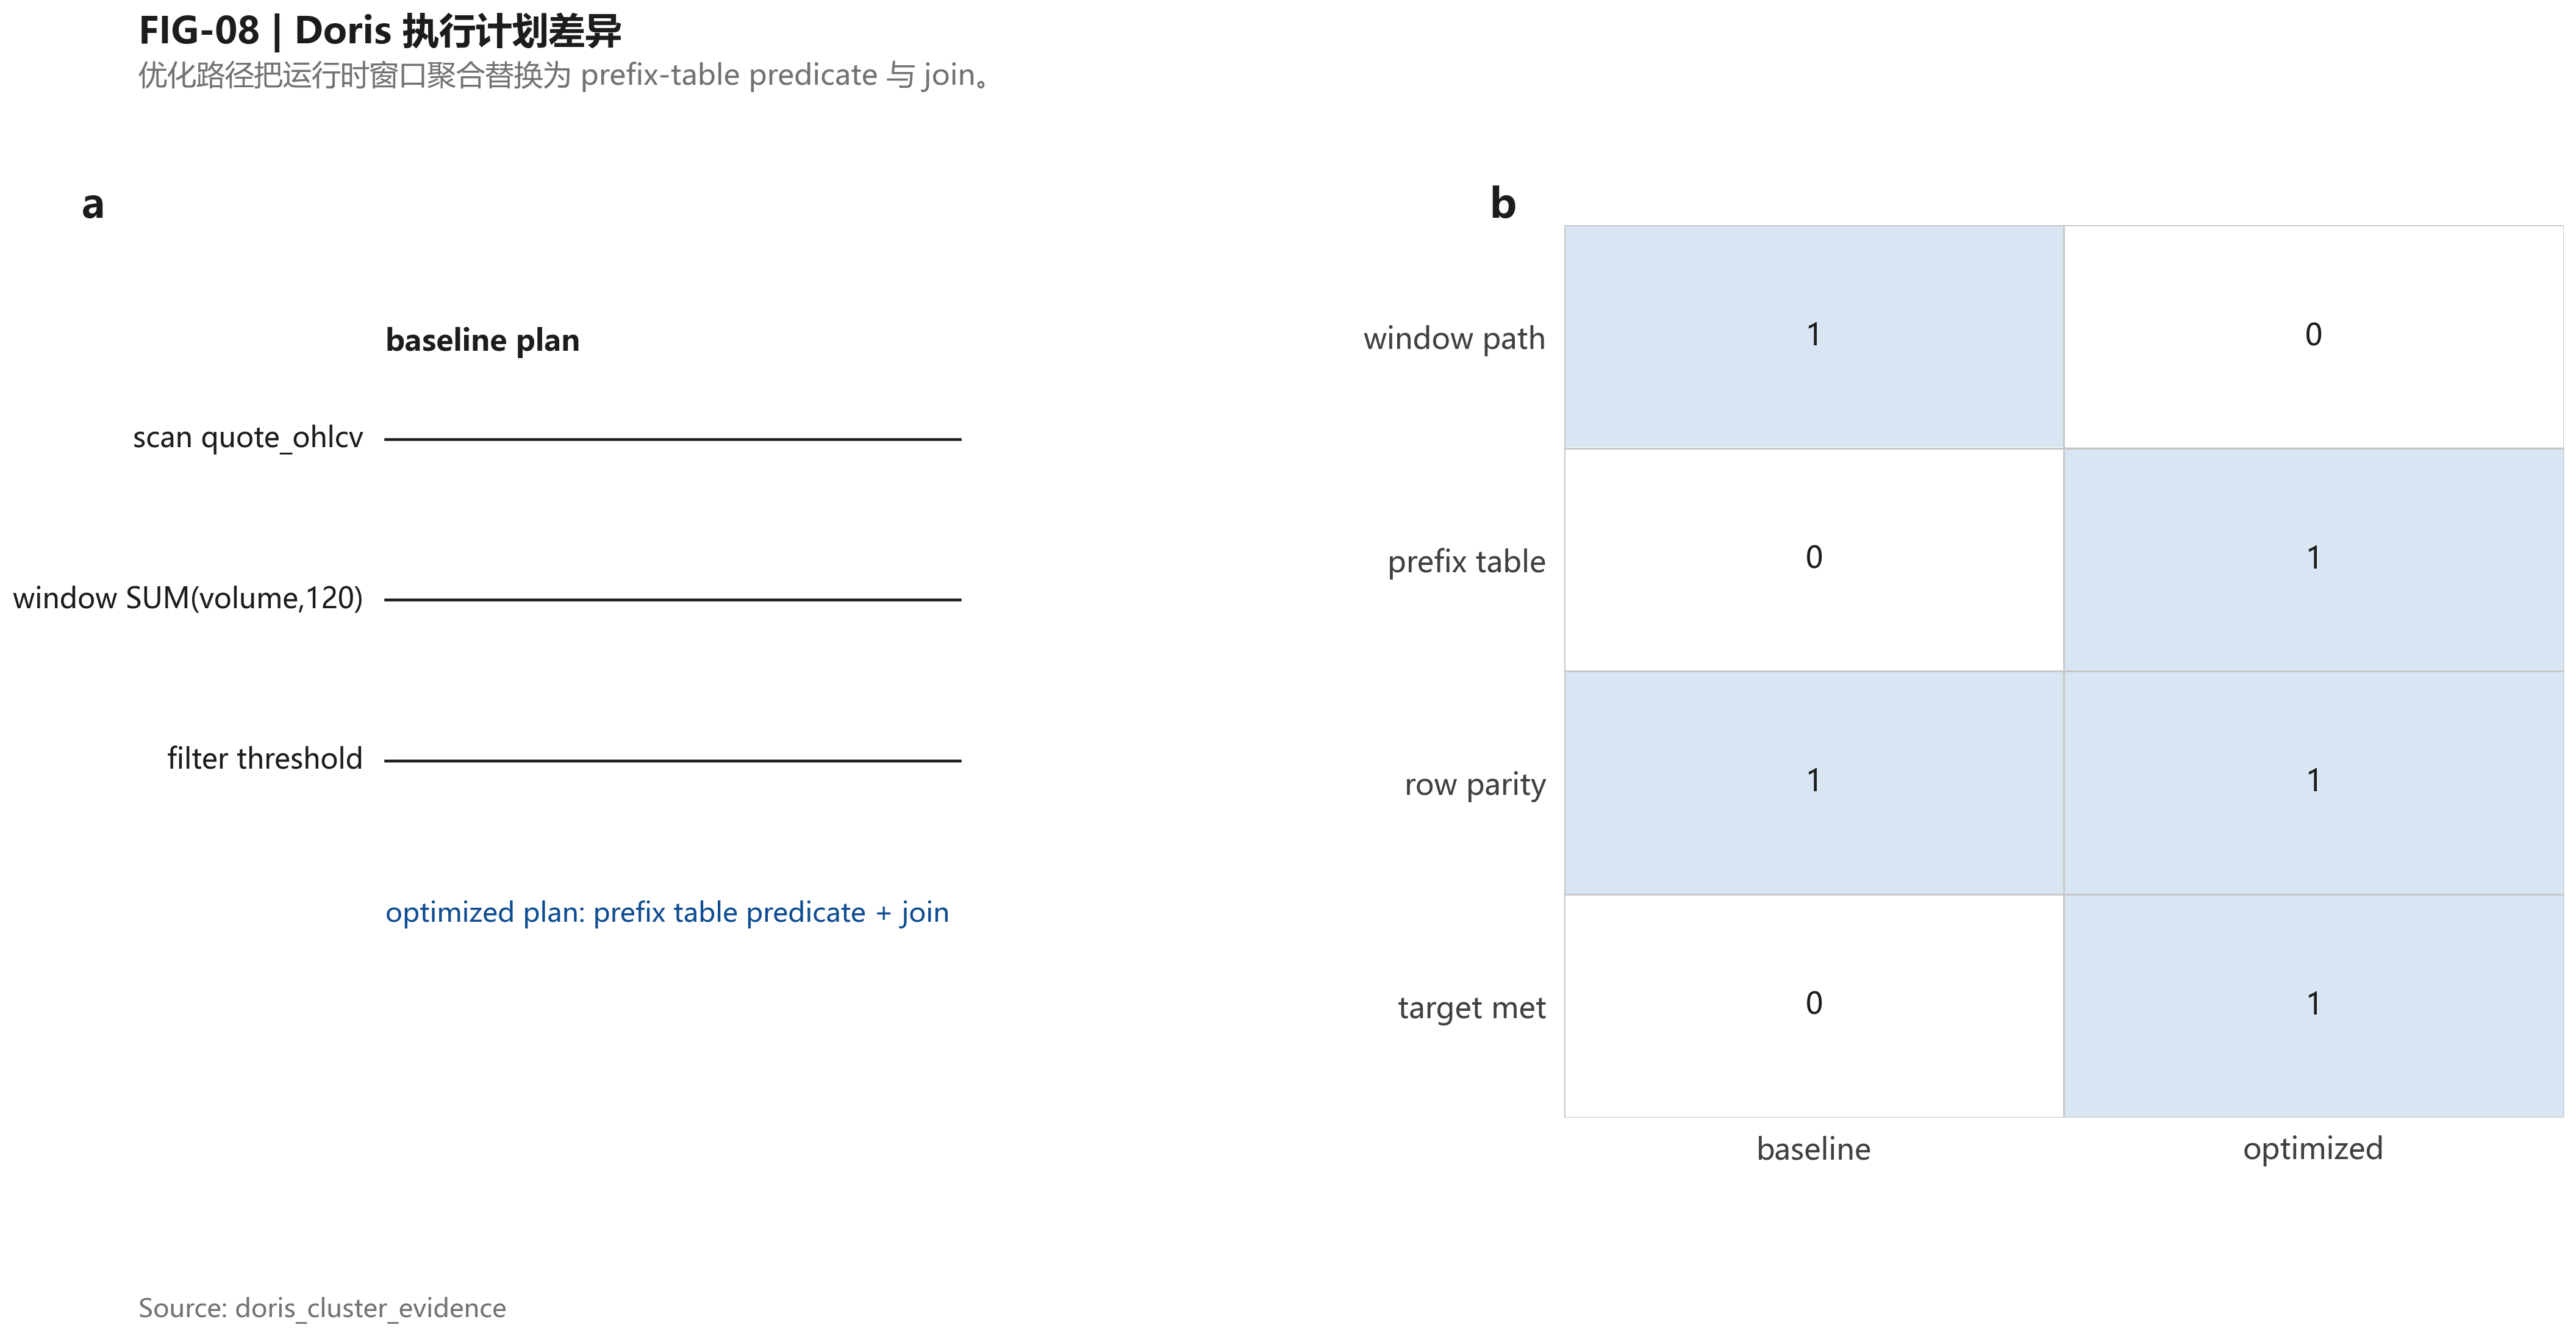 FIG-08 | Doris 执行计划差异
优化路径把运行时窗口聚合替换为 prefix-table predicate 与 join。
a
baseline plan
scan quote_ohlcv
window SUM(volume,120)
filter threshold
optimized plan: prefix table predicate + join
b
window path 1 0
prefix table 0 1
row parity 1 1
target met 0 1
baseline optimized
Source: doris_cluster_evidence